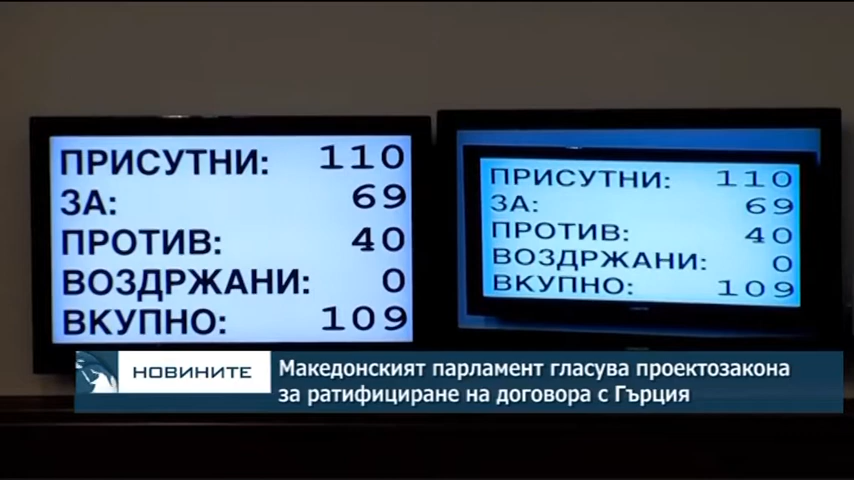 ПРИСУТНИ: 110
ЗА: 69
ПРОТИВ: 40
ВОЗДРЖАНИ: 0
ВКУПНО: 109
ПРИСУТНИ: 110
ЗА: 69
ПРОТИВ: 40
ВОЗДРЖАНИ: 0
ВКУПНО: 109
НОВИНИТЕ
Македонският парламент гласува проектозакона
за ратифициране на договора с Гърция